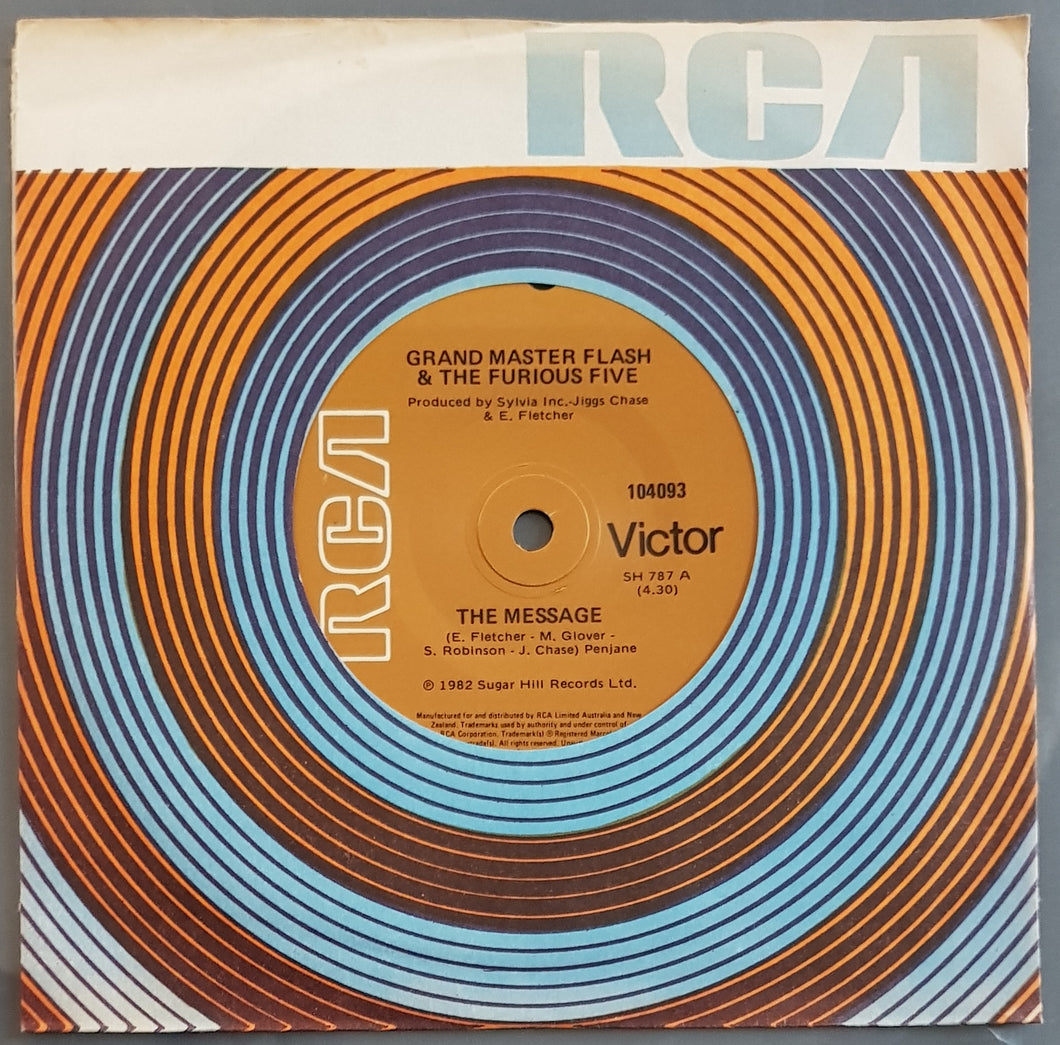 RCA
GRAND MASTER FLASH
& THE FURIOUS FIVE
Produced by Sylvia Inc.-Jiggs Chase
& E. Fletcher
RCA
104093
Victor
SH 787 A
(4.30)
THE MESSAGE
(E. Fletcher - M. Glover -
S. Robinson - J. Chase) Penjane
℗ 1982 Sugar Hill Records Ltd.
Manufactured for and distributed by RCA Limited Australia and New
Zealand. Trademarks used by authority and under control of
RCA Corporation. Trademark(s) ® Registered
All rights reserved.